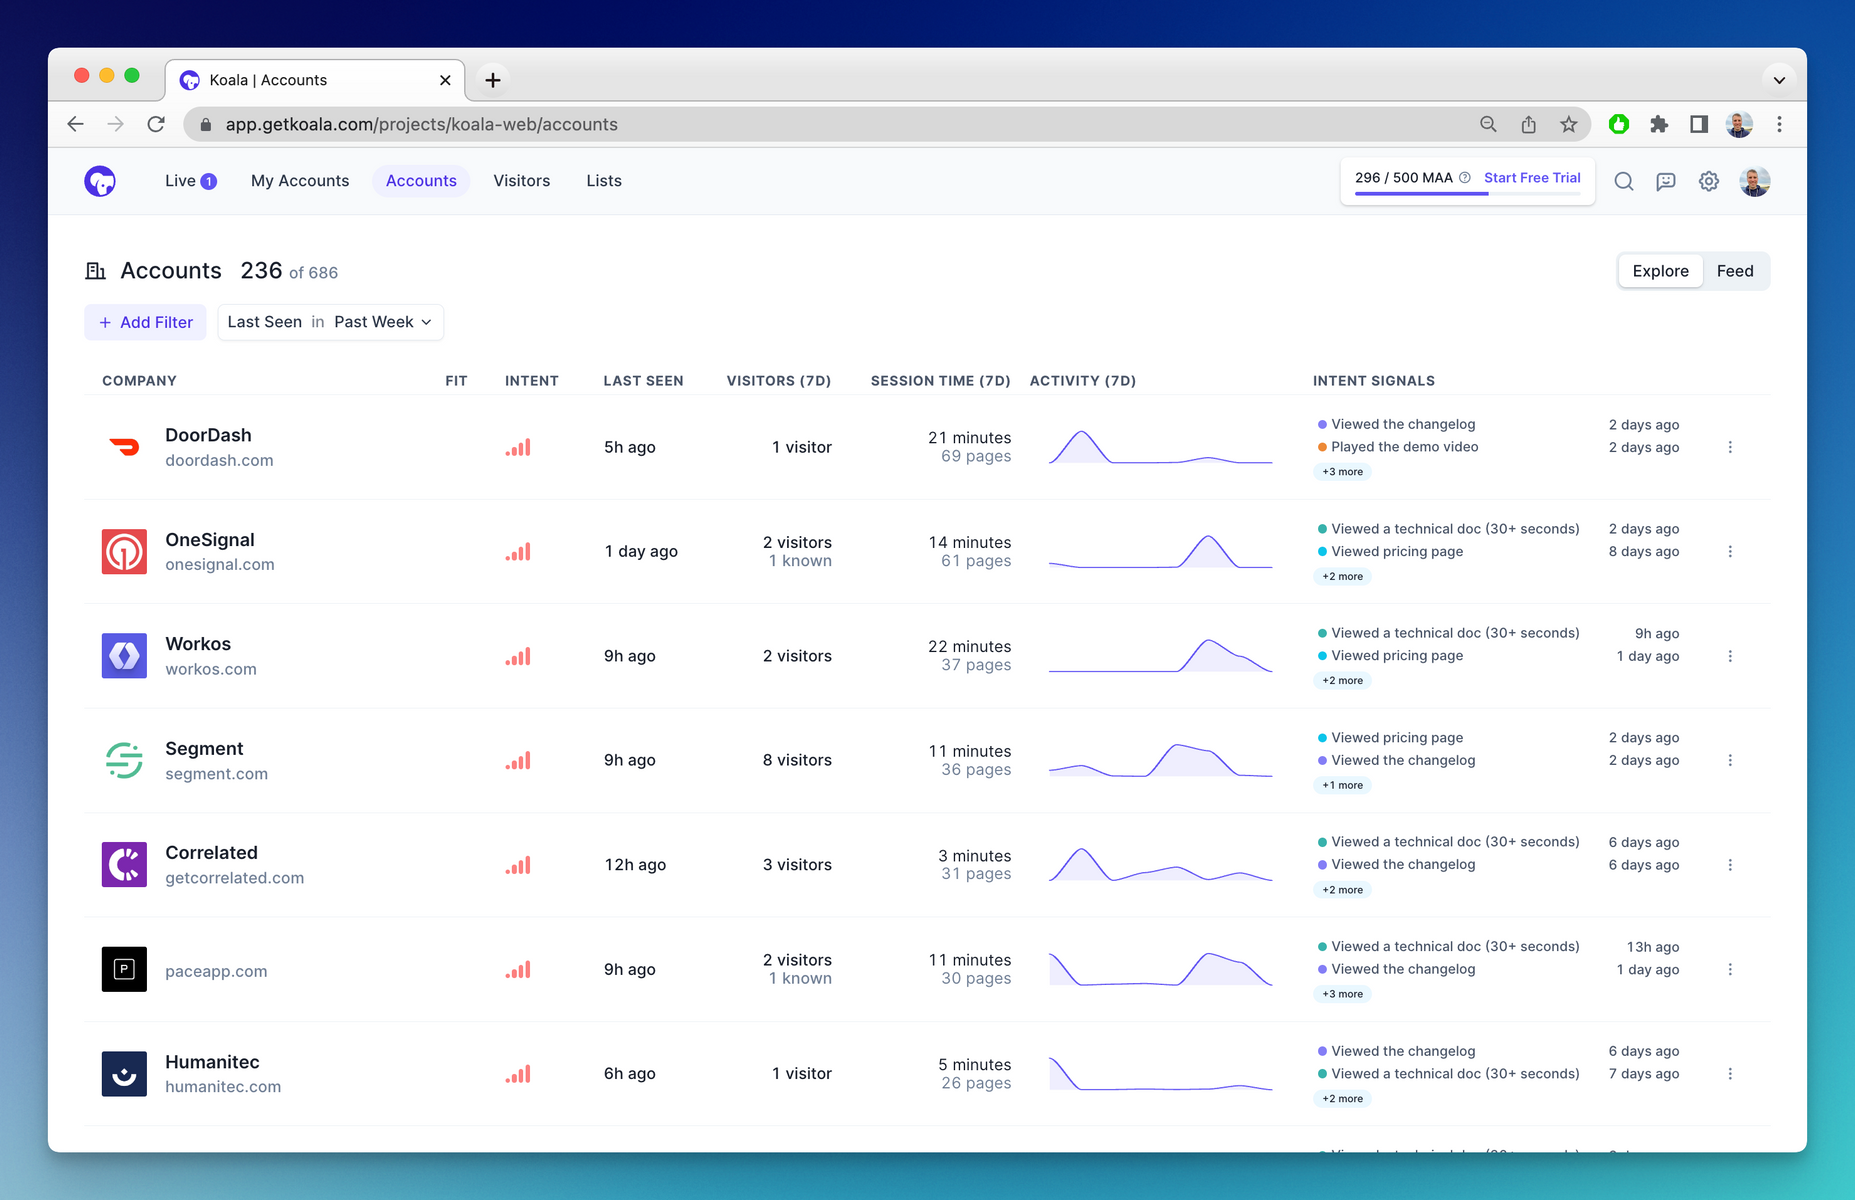 Koala | Accounts
app.getkoala.com/projects/koala-web/accounts
Live 1 My Accounts Accounts Visitors Lists 296 / 500 MAA Start Free Trial
Accounts 236 of 686 Explore Feed
+ Add Filter Last Seen in Past Week
COMPANY FIT INTENT LAST SEEN VISITORS (7D) SESSION TIME (7D) ACTIVITY (7D) INTENT SIGNALS
DoorDash
doordash.com
5h ago
1 visitor
21 minutes
69 pages
Viewed the changelog 2 days ago
Played the demo video 2 days ago
+3 more
OneSignal
onesignal.com
1 day ago
2 visitors
1 known
14 minutes
61 pages
Viewed a technical doc (30+ seconds) 2 days ago
Viewed pricing page 8 days ago
+2 more
Workos
workos.com
9h ago
2 visitors
22 minutes
37 pages
Viewed a technical doc (30+ seconds) 9h ago
Viewed pricing page 1 day ago
+2 more
Segment
segment.com
9h ago
8 visitors
11 minutes
36 pages
Viewed pricing page 2 days ago
Viewed the changelog 2 days ago
+1 more
Correlated
getcorrelated.com
12h ago
3 visitors
3 minutes
31 pages
Viewed a technical doc (30+ seconds) 6 days ago
Viewed the changelog 6 days ago
+2 more
P
paceapp.com
9h ago
2 visitors
1 known
11 minutes
30 pages
Viewed a technical doc (30+ seconds) 13h ago
Viewed the changelog 1 day ago
+3 more
Humanitec
humanitec.com
6h ago
1 visitor
5 minutes
26 pages
Viewed the changelog 6 days ago
Viewed a technical doc (30+ seconds) 7 days ago
+2 more